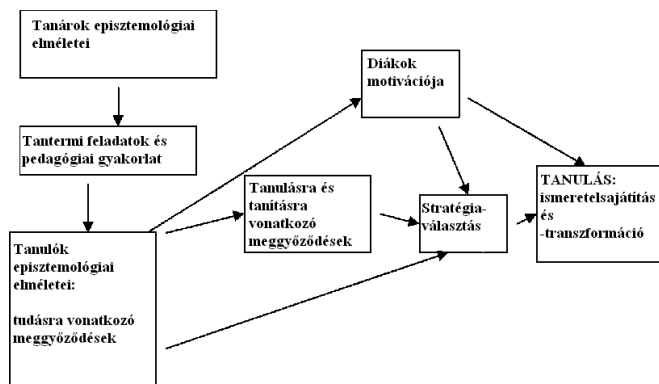 Tanárok episztemológiai
elméletei
Tantermi feladatok és
pedagógiai gyakorlat
Tanulók
episztemológiai
elméletei:
tudásra vonatkozó
meggyőződések
Diákok
motivációja
Tanulásra és
tanításra
vonatkozó
meggyőződések
Stratégia-
választás
TANULÁS:
ismeretelsajátítás
és
-transzformáció